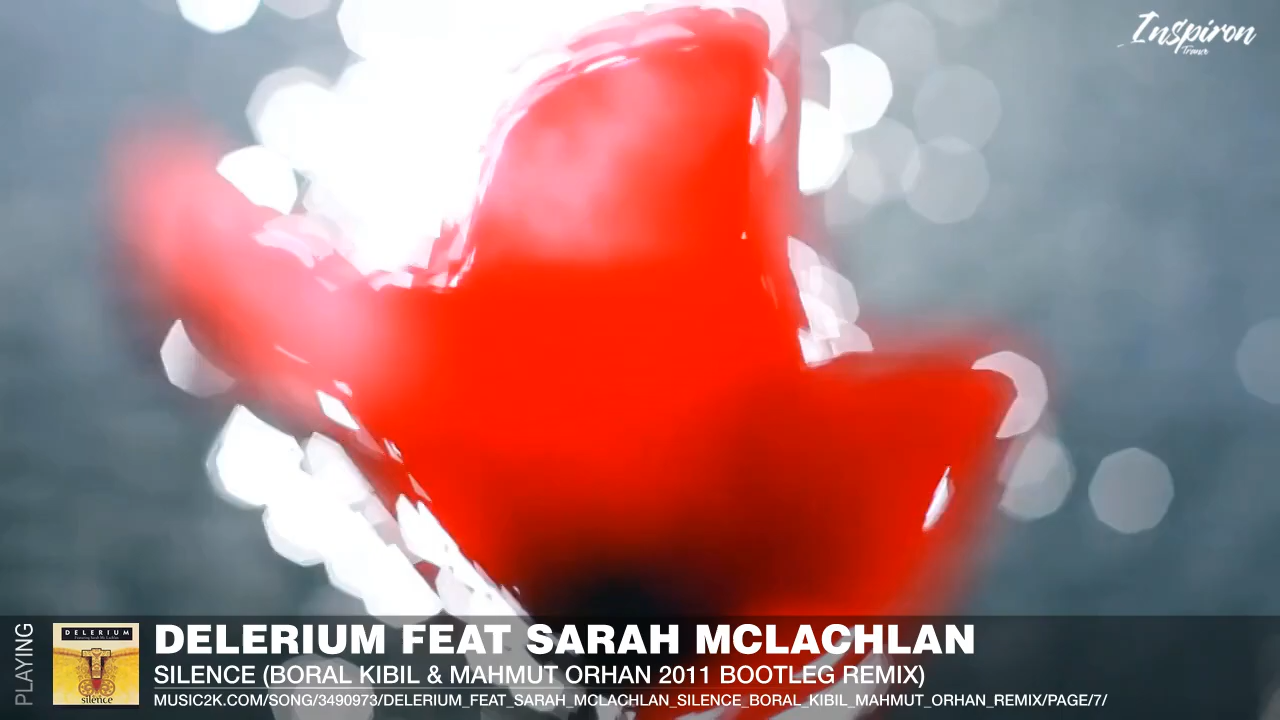 Inspiron
Trance
PLAYING
DELERIUM
silence
DELERIUM FEAT SARAH MCLACHLAN
SILENCE (BORAL KIBIL & MAHMUT ORHAN 2011 BOOTLEG REMIX)
MUSIC2K.COM/SONG/3490973/DELERIUM_FEAT_SARAH_MCLACHLAN_SILENCE_BORAL_KIBIL_MAHMUT_ORHAN_REMIX/PAGE/7/